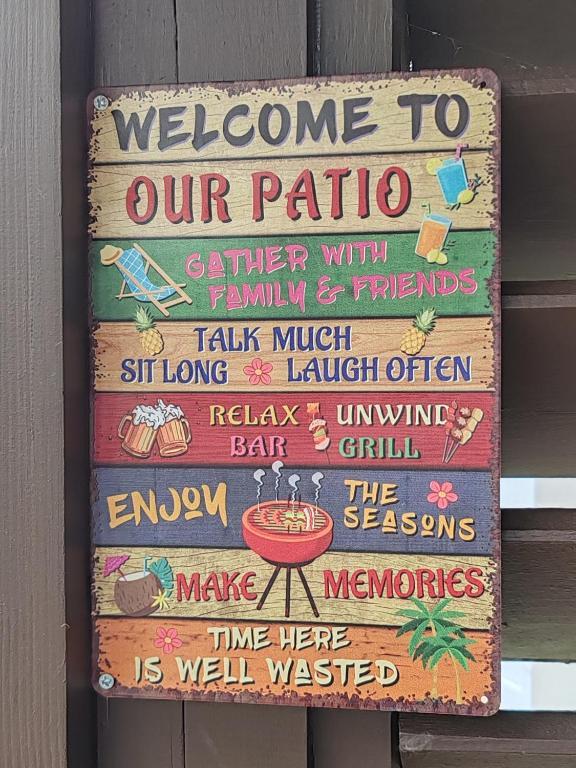 WELCOME TO
OUR PATIO
GATHER WITH
FAMILY & FRIENDS
TALK MUCH
SIT LONG LAUGH OFTEN
RELAX UNWIND
BAR GRILL
ENJOY THE
SEASONS
MAKE MEMORIES
TIME HERE
IS WELL WASTED